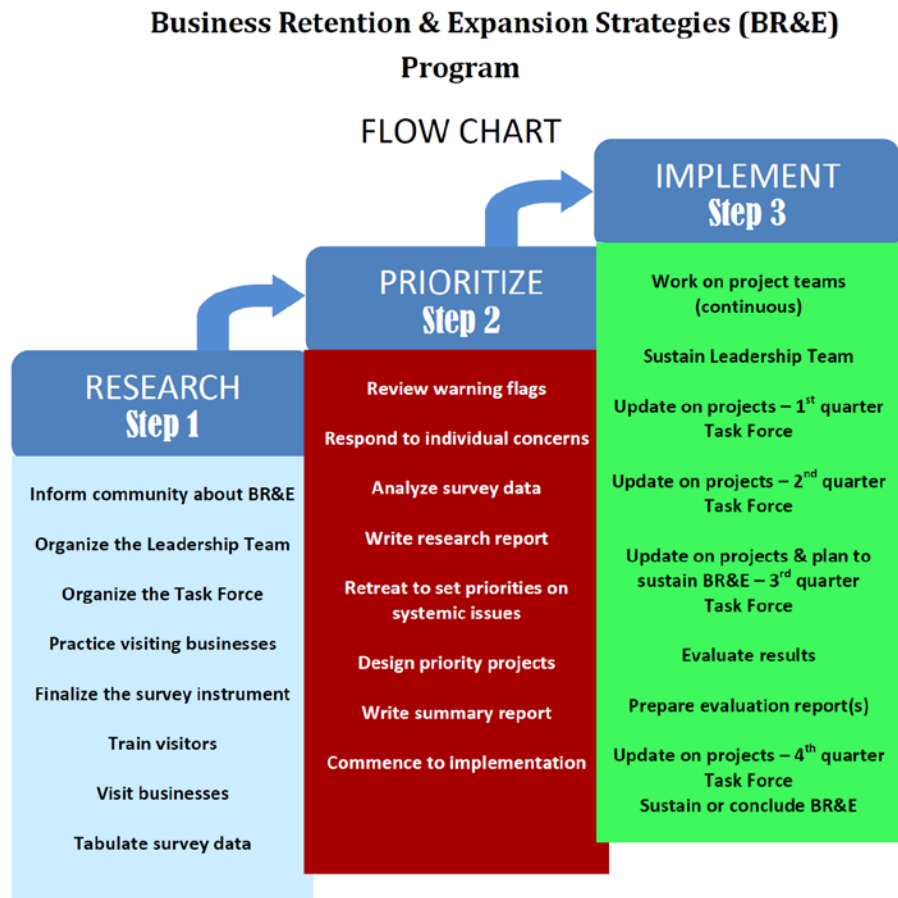 Business Retention & Expansion Strategies (BR&E)
Program
FLOW CHART
RESEARCH
Step 1
Inform community about BR&E
Organize the Leadership Team
Organize the Task Force
Practice visiting businesses
Finalize the survey instrument
Train visitors
Visit businesses
Tabulate survey data
PRIORITIZE
Step 2
Review warning flags
Respond to individual concerns
Analyze survey data
Write research report
Retreat to set priorities on
systemic issues
Design priority projects
Write summary report
Commence to implementation
IMPLEMENT
Step 3
Work on project teams
(continuous)
Sustain Leadership Team
Update on projects – 1st quarter
Task Force
Update on projects – 2nd quarter
Task Force
Update on projects & plan to
sustain BR&E – 3rd quarter
Task Force
Evaluate results
Prepare evaluation report(s)
Update on projects – 4th quarter
Task Force
Sustain or conclude BR&E